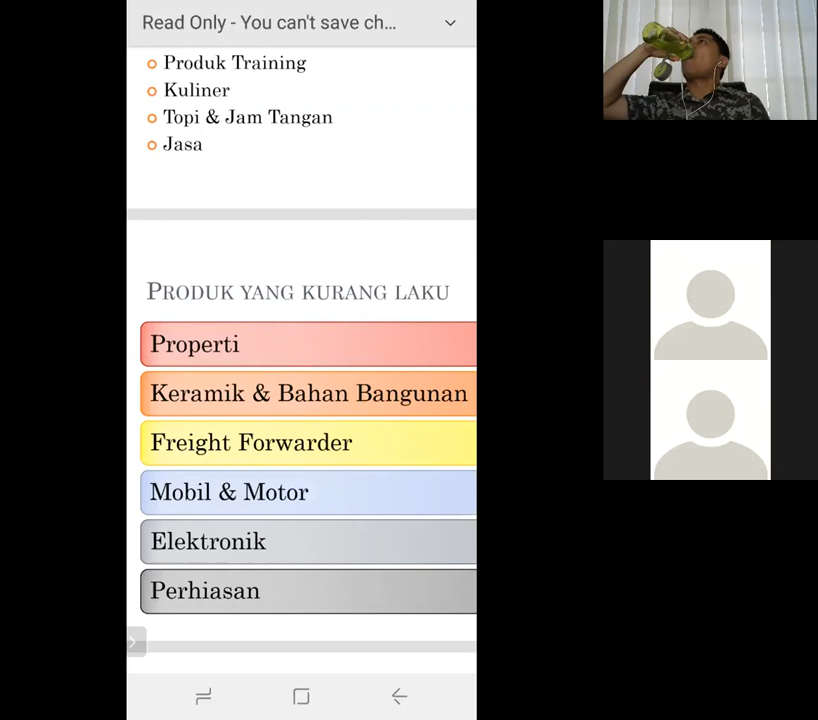 Read Only - You can't save ch...
Produk Training
Kuliner
Topi & Jam Tangan
Jasa
PRODUK YANG KURANG LAKU
Properti
Keramik & Bahan Bangunan
Freight Forwarder
Mobil & Motor
Elektronik
Perhiasan